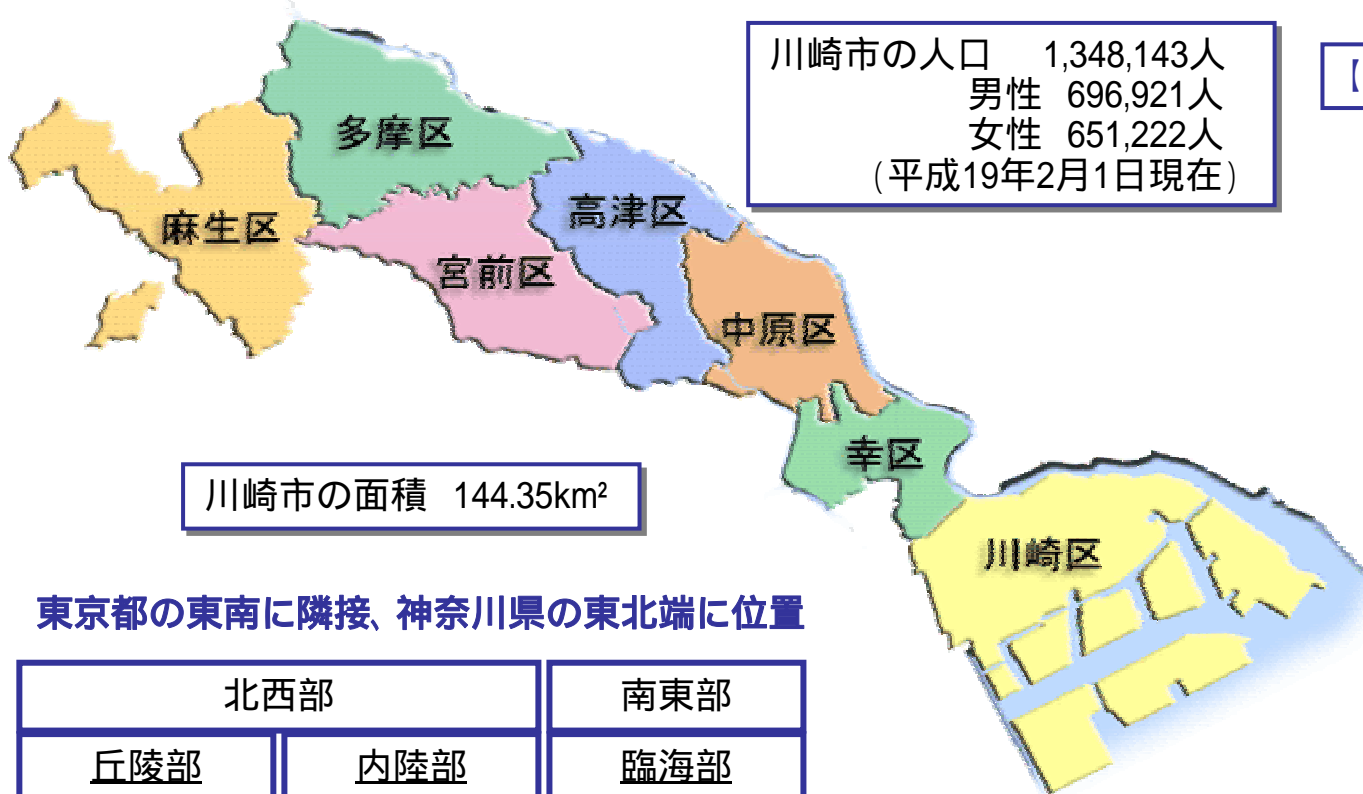 川崎市の人口 1,348,143人
男性 696,921人
女性 651,222人
(平成19年2月1日現在)
【
多摩区
麻生区
高津区
宮前区
中原区
幸区
川崎区
川崎市の面積 144.35km²
東京都の東南に隣接、神奈川県の東北端に位置
北西部 南東部
丘陵部 内陸部 臨海部